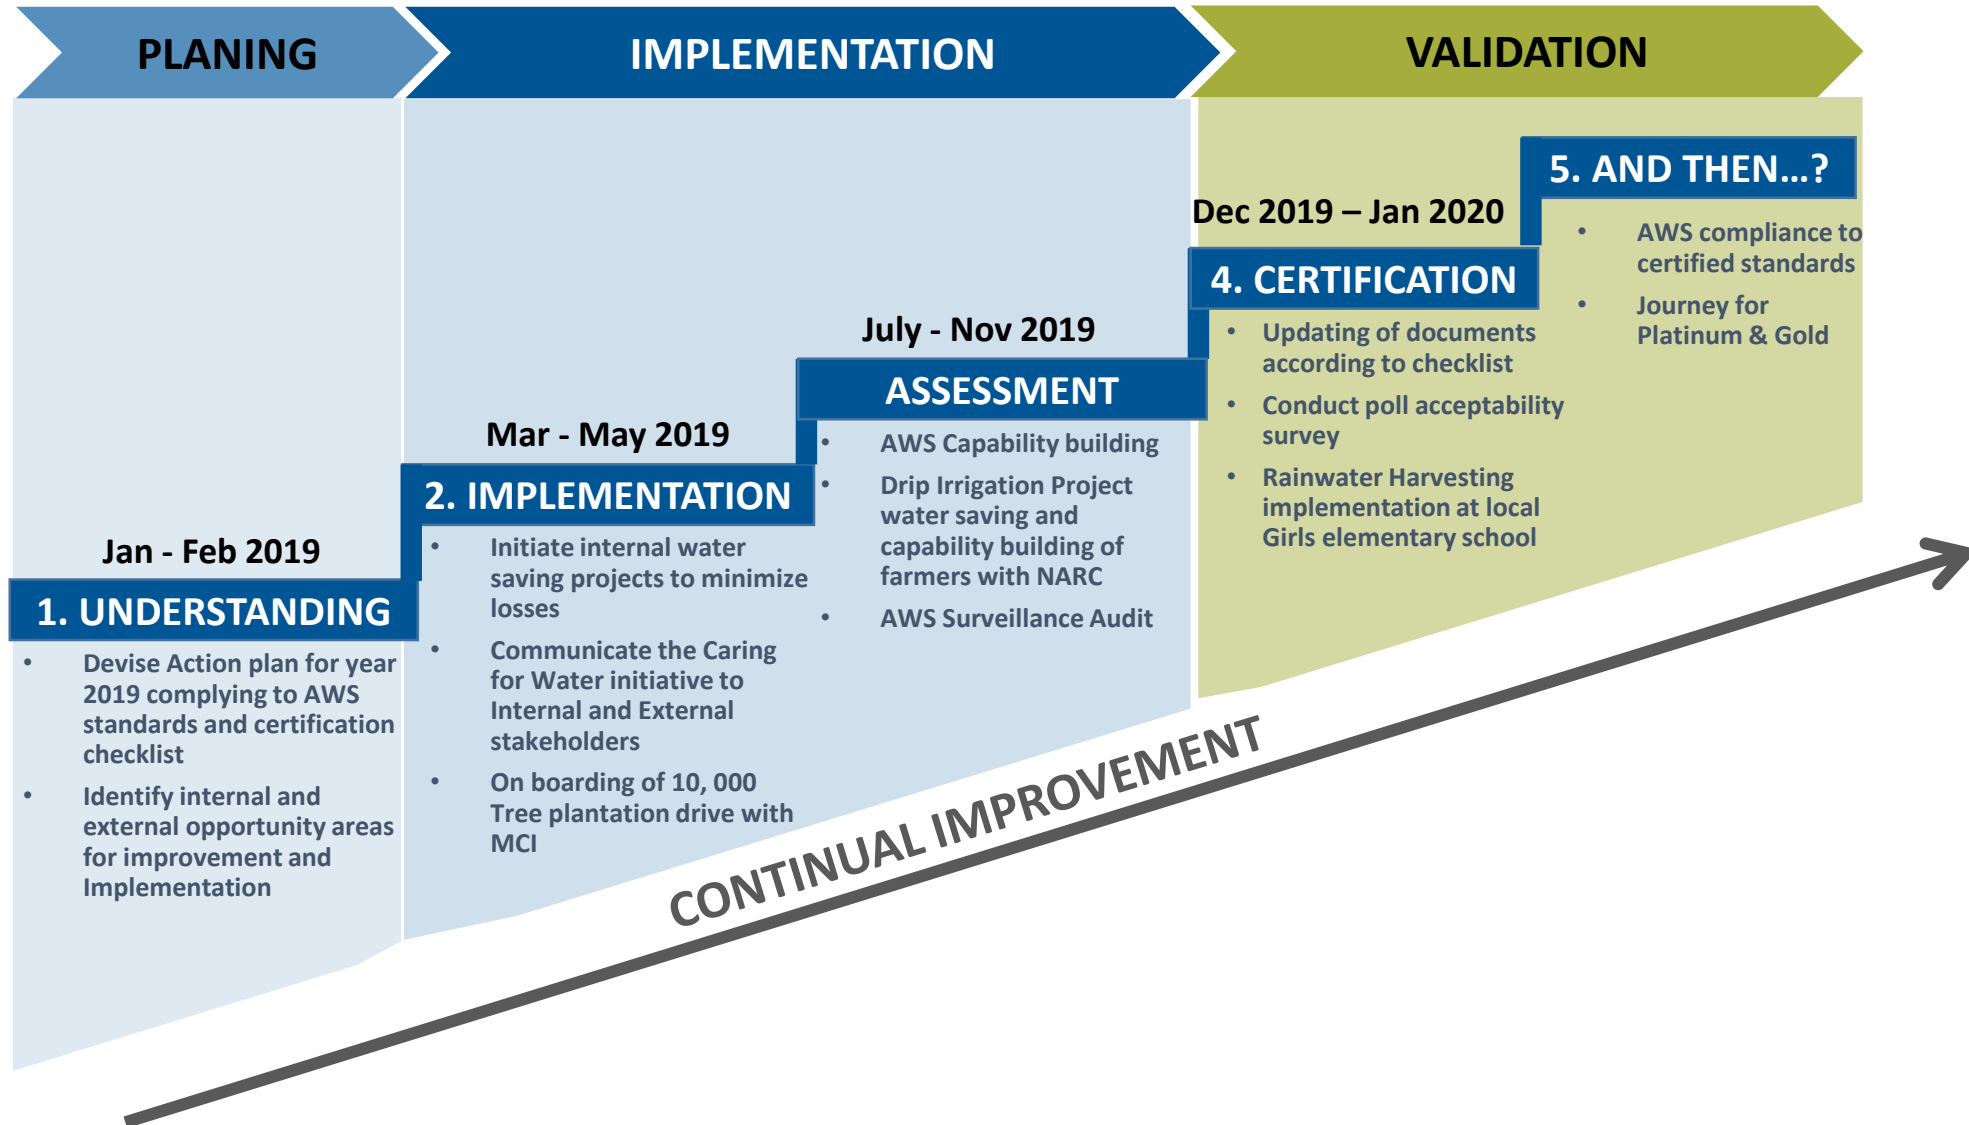 PLANING
IMPLEMENTATION
VALIDATION
Jan - Feb 2019
1. UNDERSTANDING
• Devise Action plan for year
2019 complying to AWS
standards and certification
checklist
• Identify internal and
external opportunity areas
for improvement and
Implementation
Mar - May 2019
2. IMPLEMENTATION
• Initiate internal water
saving projects to minimize
losses
• Communicate the Caring
for Water initiative to
Internal and External
stakeholders
• On boarding of 10, 000
Tree plantation drive with
MCI
July - Nov 2019
ASSESSMENT
• AWS Capability building
• Drip Irrigation Project
water saving and
capability building of
farmers with NARC
• AWS Surveillance Audit
Dec 2019 – Jan 2020
4. CERTIFICATION
• Updating of documents
according to checklist
• Conduct poll acceptability
survey
• Rainwater Harvesting
implementation at local
Girls elementary school
5. AND THEN...?
• AWS compliance to
certified standards
• Journey for
Platinum & Gold
CONTINUAL IMPROVEMENT